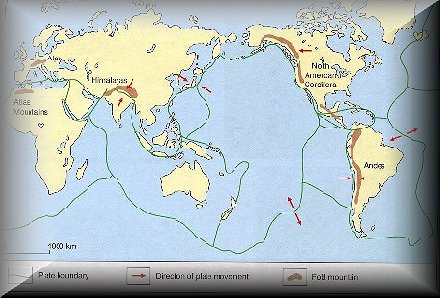 Alps
Himalayas
North
American
Cordillera
Atlas
Mountains
Andes
1000 km
Plate boundary
Direction of plate movement
Fold mountain